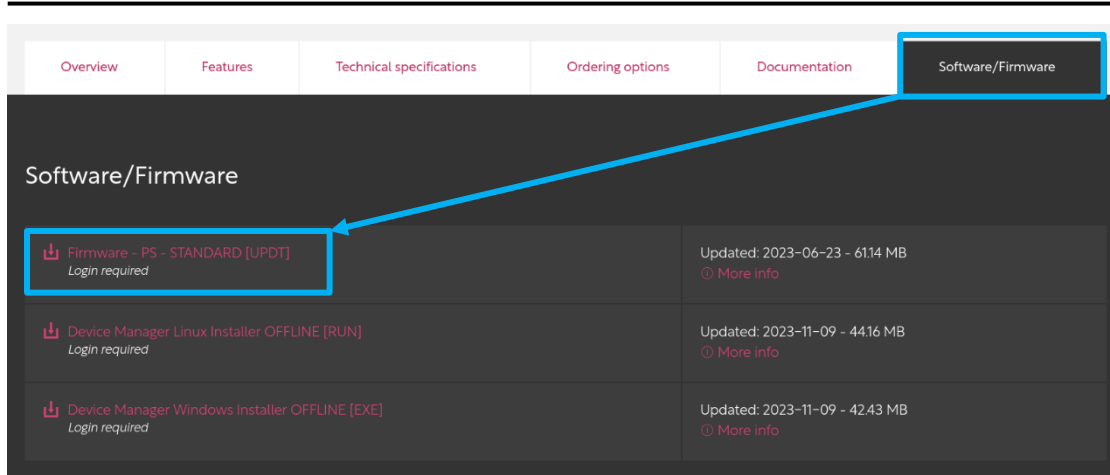 Overview Features Technical specifications Ordering options Documentation Software/Firmware
Software/Firmware
Firmware - PS - STANDARD [UPDT]
Login required
Updated: 2023-06-23 - 61.14 MB
More info
Device Manager Linux Installer OFFLINE [RUN]
Login required
Updated: 2023-11-09 - 44.16 MB
More info
Device Manager Windows Installer OFFLINE [EXE]
Login required
Updated: 2023-11-09 - 42.43 MB
More info